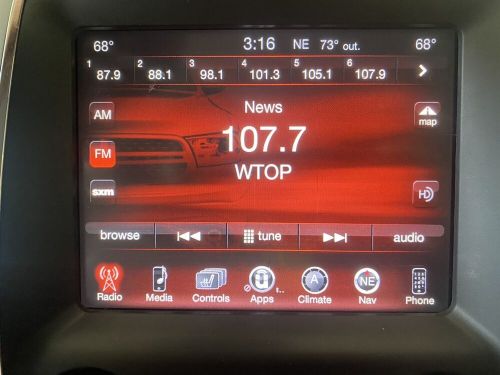 68° 3:16 NE 73° out. 68°
1 87.9 2 88.1 3 98.1 4 101.3 5 105.1 6 107.9
AM News map
FM 107.7
sxm WTOP HD
browse tune audio
Radio Media Controls Apps Climate Nav Phone
A NE